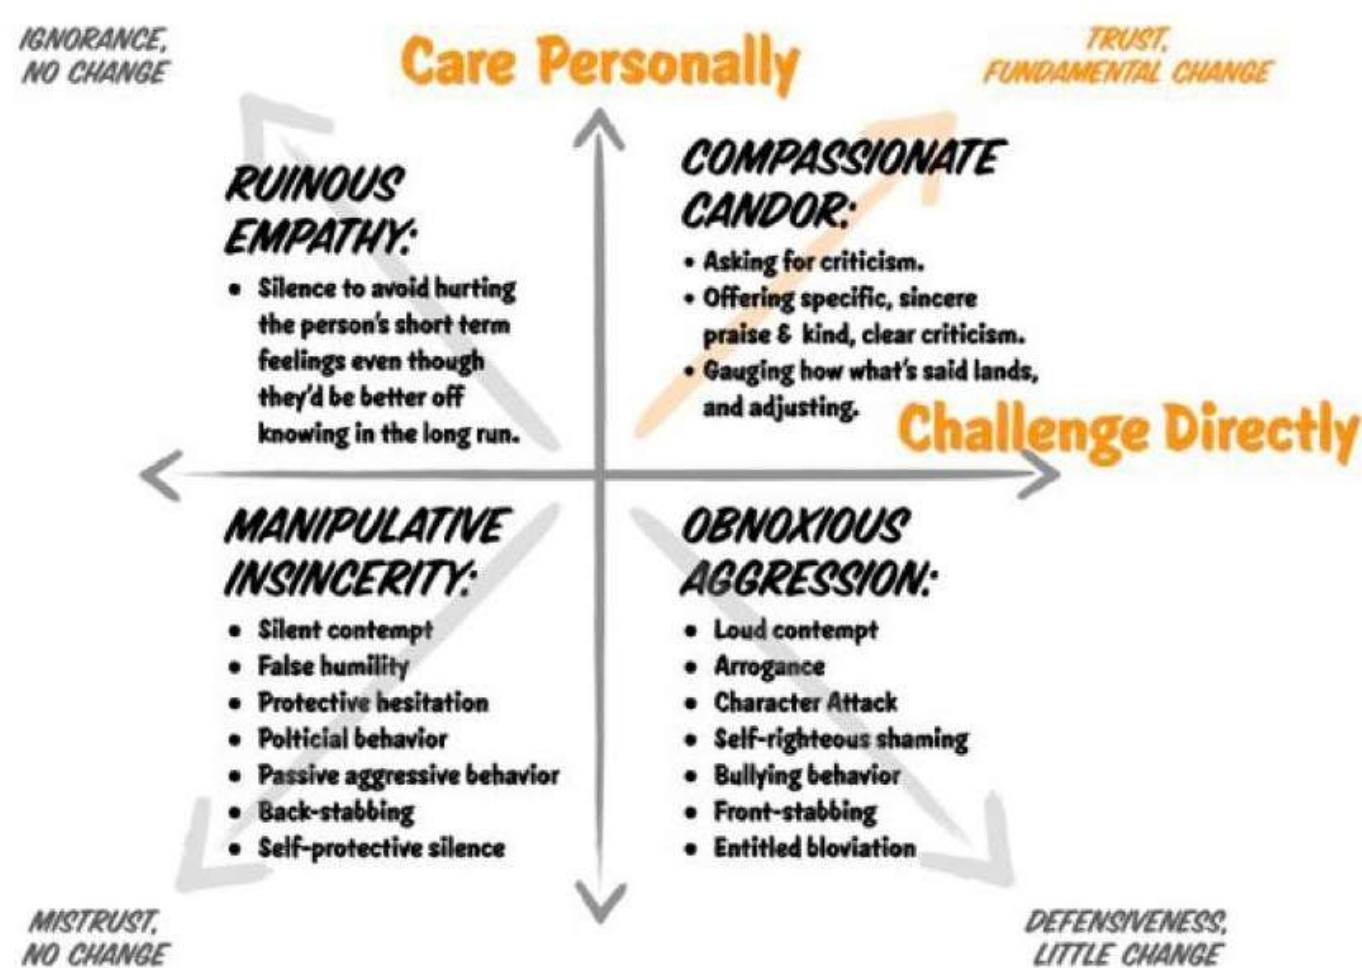 IGNORANCE,
NO CHANGE
Care Personally
TRUST,
FUNDAMENTAL CHANGE
RUINOUS
EMPATHY:
• Silence to avoid hurting
the person's short term
feelings even though
they'd be better off
knowing in the long run.
COMPASSIONATE
CANDOR:
• Asking for criticism.
• Offering specific, sincere
praise & kind, clear criticism.
• Gauging how what's said lands,
and adjusting.
Challenge Directly
MANIPULATIVE
INSINCERITY:
• Silent contempt
• False humility
• Protective hesitation
• Polticial behavior
• Passive aggressive behavior
• Back-stabbing
• Self-protective silence
OBNOXIOUS
AGGRESSION:
• Loud contempt
• Arrogance
• Character Attack
• Self-righteous shaming
• Bullying behavior
• Front-stabbing
• Entitled bloviation
MISTRUST,
NO CHANGE
DEFENSIVENESS,
LITTLE CHANGE